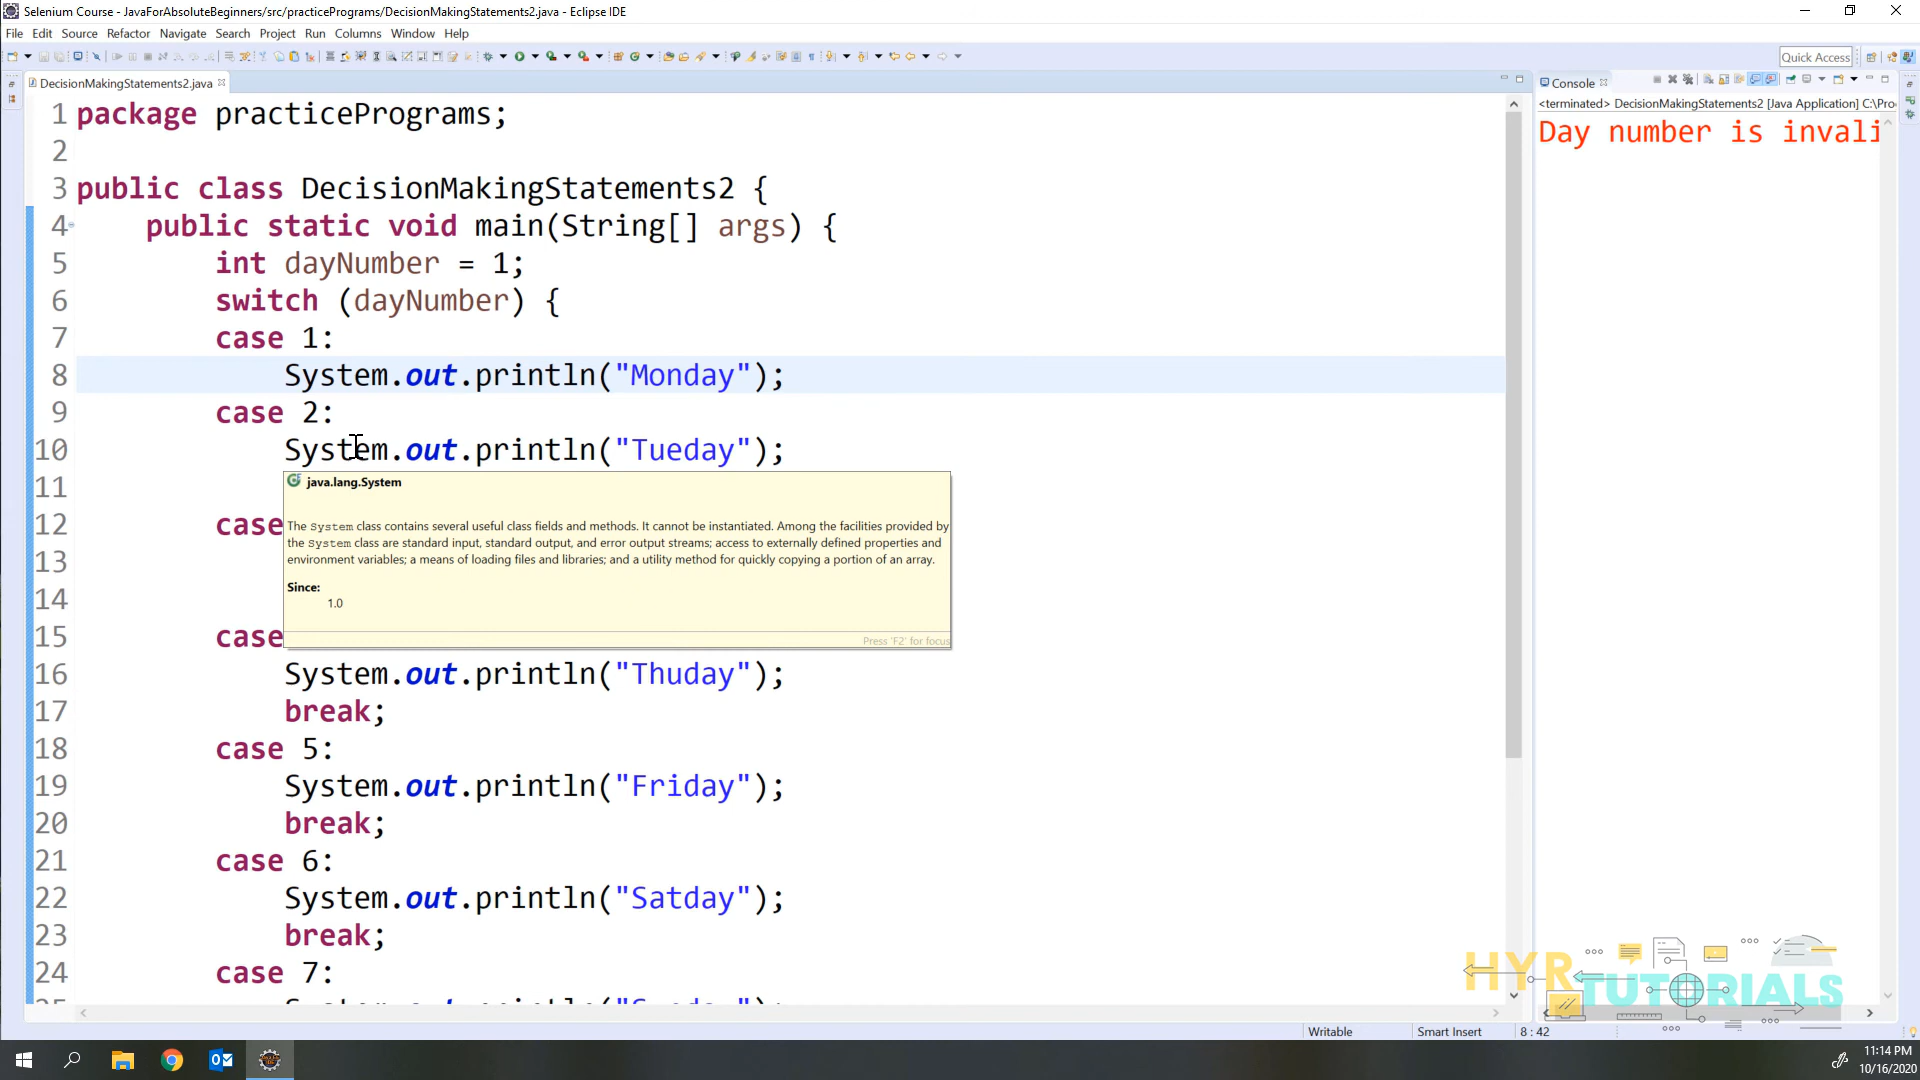 Selenium Course - JavaForAbsoluteBeginners/src/practicePrograms/DecisionMakingStatements2.java - Eclipse IDE
File Edit Source Refactor Navigate Search Project Run Columns Window Help
Quick Access
DecisionMakingStatements2.java
1 package practicePrograms;
2
3 public class DecisionMakingStatements2 {
4 public static void main(String[] args) {
5 int dayNumber = 1;
6 switch (dayNumber) {
7 case 1:
8 System.out.println("Monday");
9 case 2:
10 System.out.println("Tueday");
11
12 case
13
14
15 case
16 System.out.println("Thuday");
17 break;
18 case 5:
19 System.out.println("Friday");
20 break;
21 case 6:
22 System.out.println("Satday");
23 break;
24 case 7:
java.lang.System
The System class contains several useful class fields and methods. It cannot be instantiated. Among the facilities provided by
the System class are standard input, standard output, and error output streams; access to externally defined properties and
environment variables; a means of loading files and libraries; and a utility method for quickly copying a portion of an array.
Since:
1.0
Press 'F2' for focus
Console
<terminated> DecisionMakingStatements2 [Java Application] C:\Pro
Day number is invali
HYR TUTORIALS
Writable Smart Insert 8 : 42
11:14 PM
10/16/2020